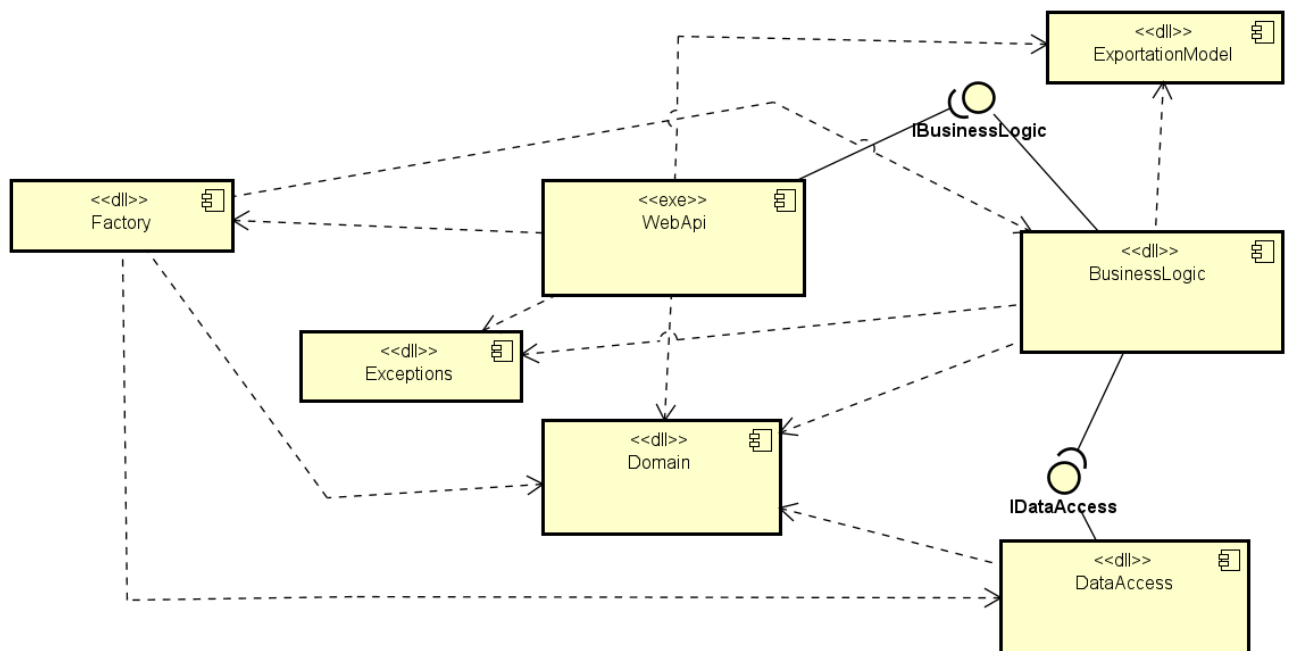 <<dll>>
ExportationModel
IBusinessLogic
<<dll>>
Factory
<<exe>>
WebApi
<<dll>>
BusinessLogic
<<dll>>
Exceptions
<<dll>>
Domain
IDataAccess
<<dll>>
DataAccess